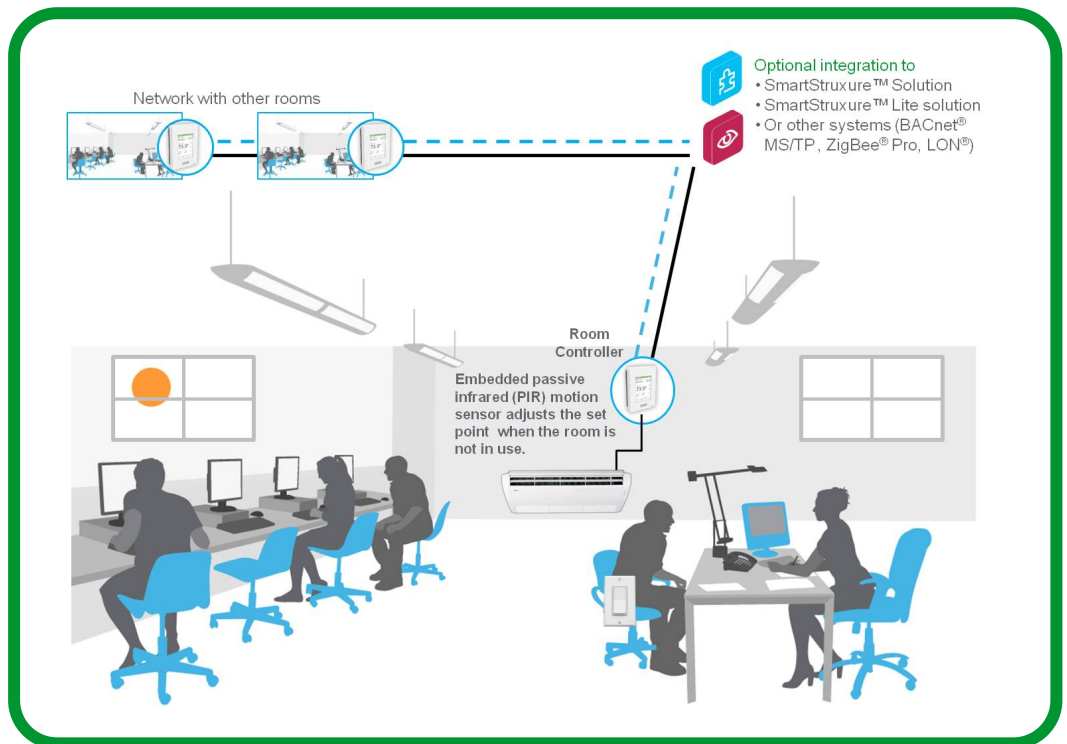 Network with other rooms
Optional integration to
• SmartStruxure™ Solution
• SmartStruxure™ Lite solution
• Or other systems (BACnet®
MS/TP, ZigBee® Pro, LON®)
Room
Controller
Embedded passive
infrared (PIR) motion
sensor adjusts the set
point when the room is
not in use.